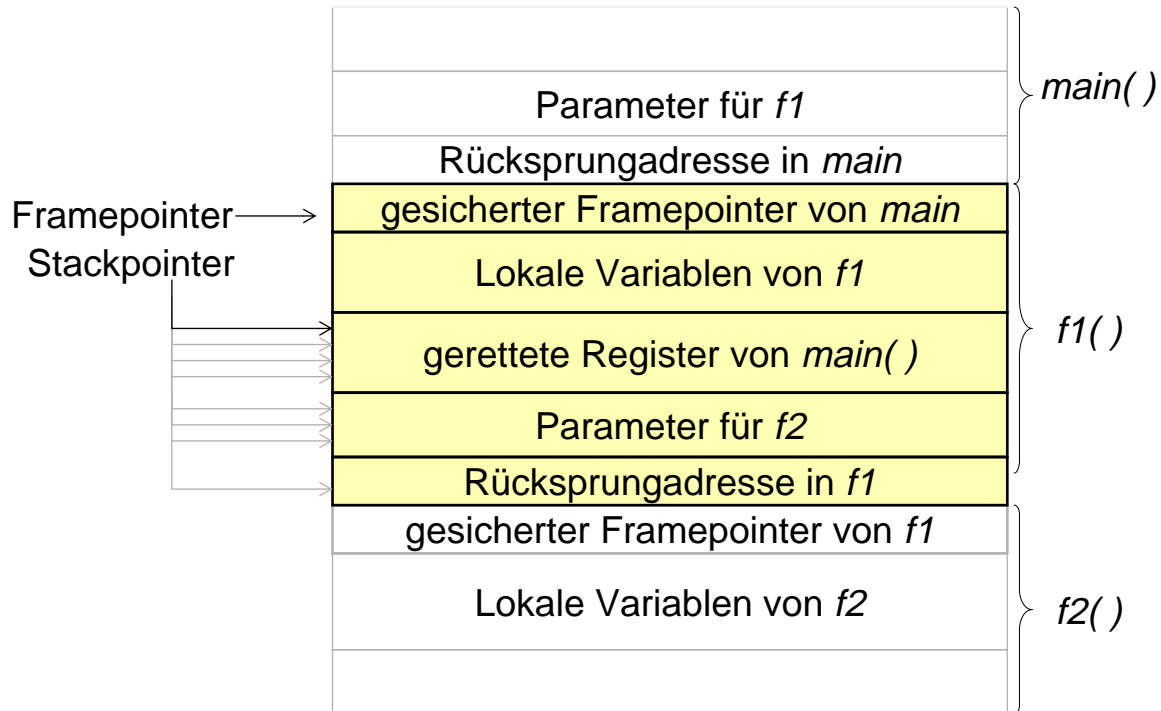 main( )
Parameter für f1
Rücksprungadresse in main
Framepointer
gesicherter Framepointer von main
Stackpointer
Lokale Variablen von f1
f1( )
gerettete Register von main( )
Parameter für f2
Rücksprungadresse in f1
gesicherter Framepointer von f1
Lokale Variablen von f2
f2( )